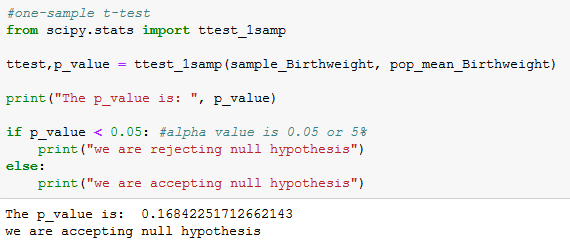 #one-sample t-test
from scipy.stats import ttest_1samp
ttest,p_value = ttest_1samp(sample_Birthweight, pop_mean_Birthweight)
print("The p_value is: ", p_value)
if p_value < 0.05: #alpha value is 0.05 or 5%
    print("we are rejecting null hypothesis")
else:
    print("we are accepting null hypothesis")
The p_value is:  0.16842251712662143
we are accepting null hypothesis